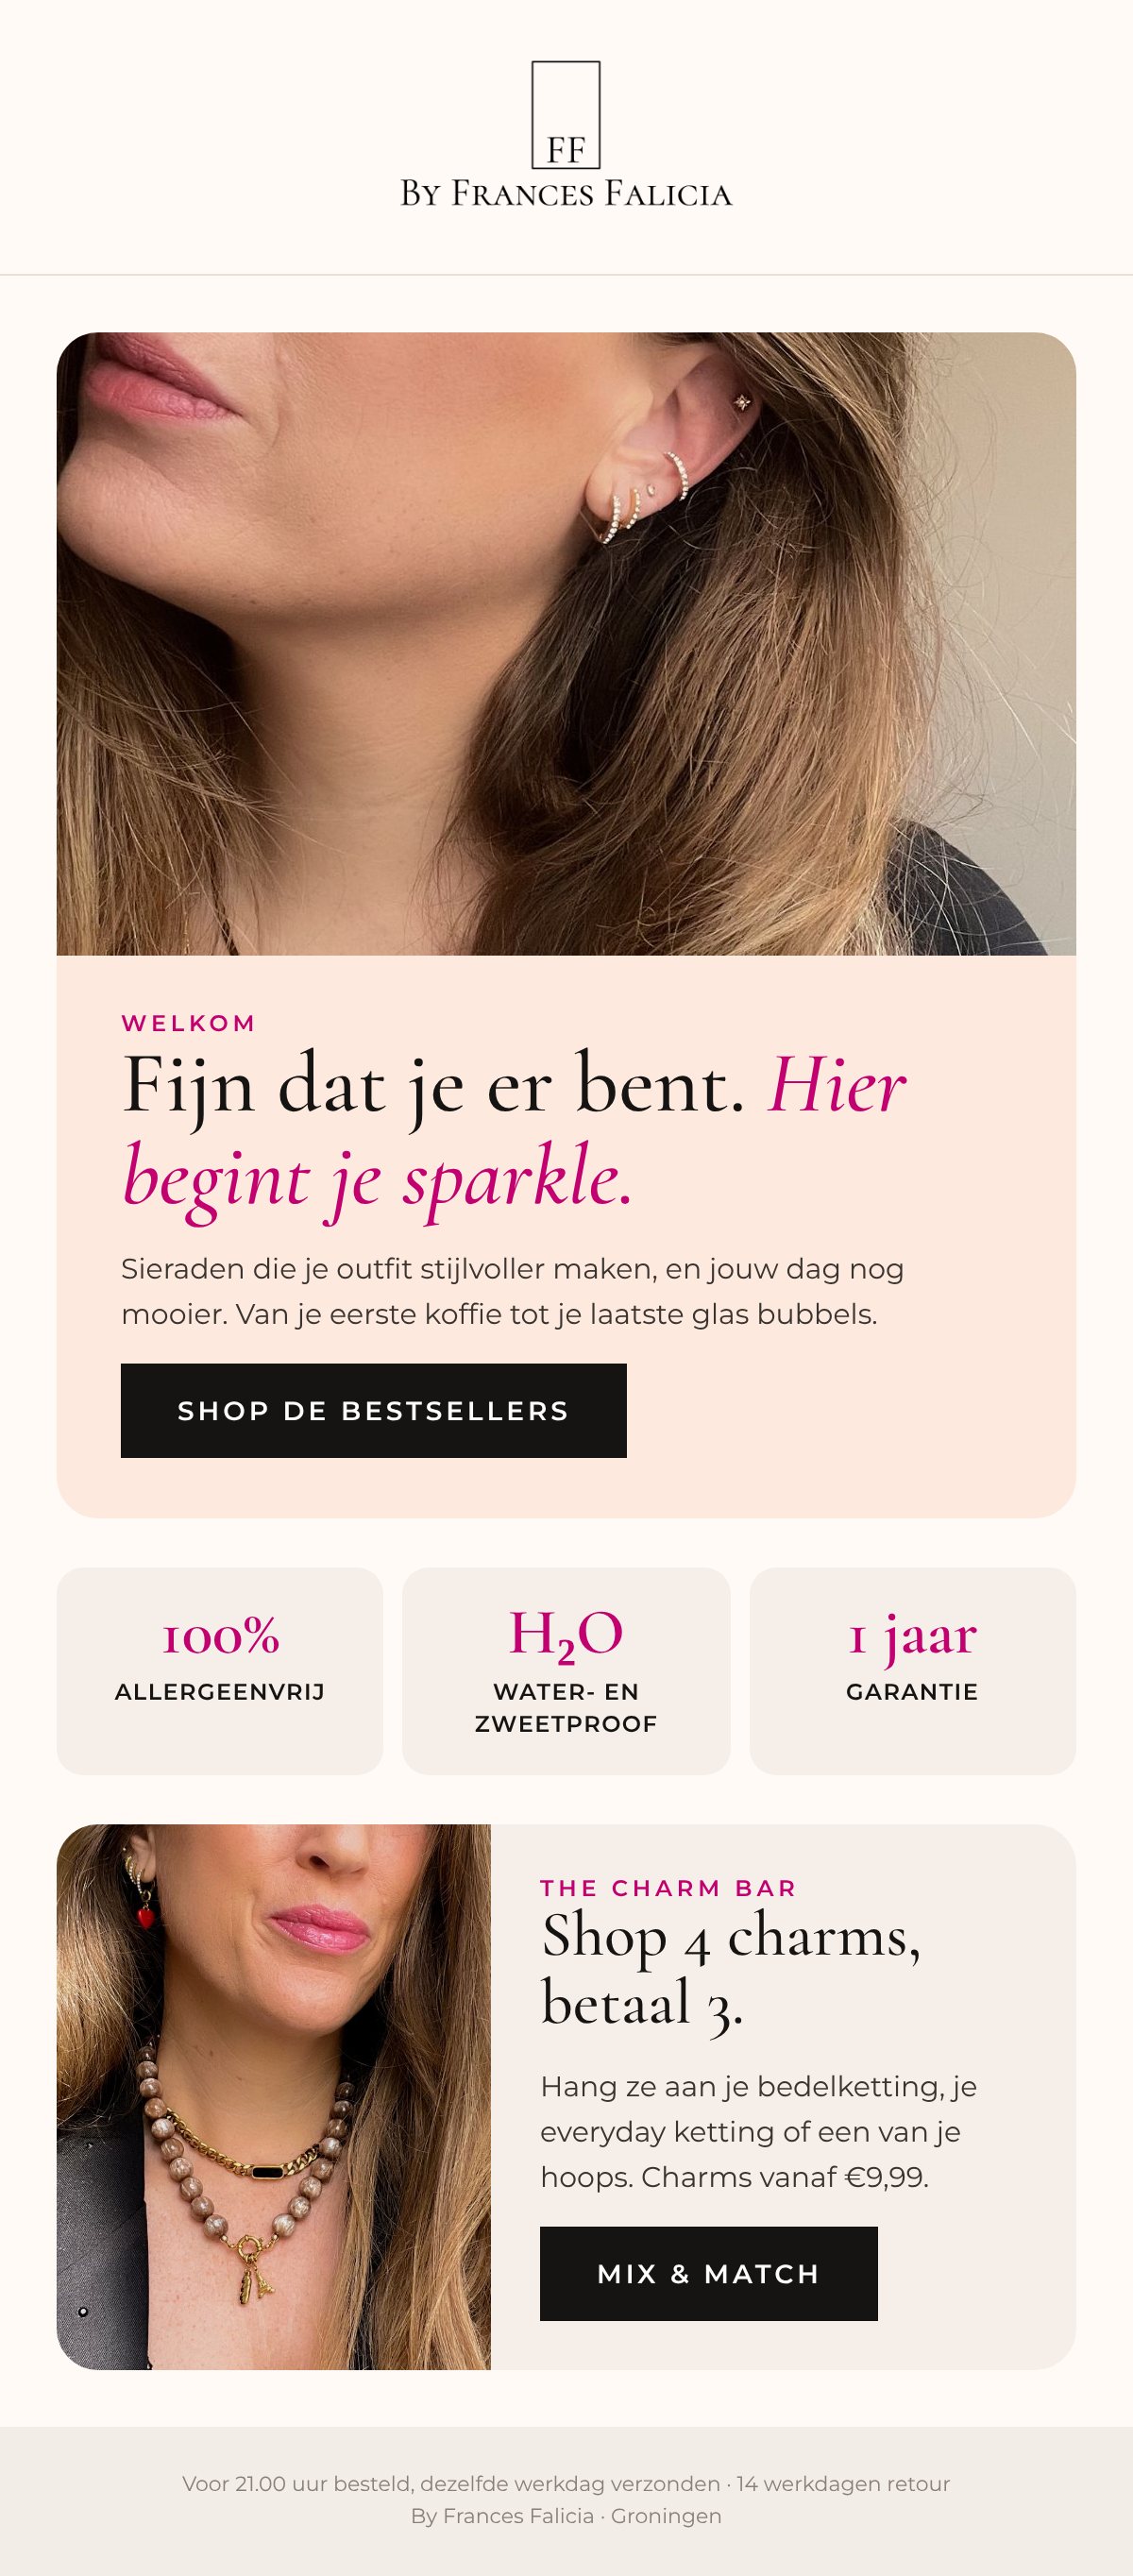 FF
By Frances Falicia
WELKOM
Fijn dat je er bent. Hier
begint je sparkle.
Sieraden die je outfit stijlvoller maken, en jouw dag nog
mooier. Van je eerste koffie tot je laatste glas bubbels.
SHOP DE BESTSELLERS
100%
ALLERGEENVRIJ
H₂O
WATER- EN
ZWEETPROOF
1 jaar
GARANTIE
THE CHARM BAR
Shop 4 charms,
betaal 3.
Hang ze aan je bedelketting, je
everyday ketting of een van je
hoops. Charms vanaf €9,99.
MIX & MATCH
Voor 21.00 uur besteld, dezelfde werkdag verzonden · 14 werkdagen retour
By Frances Falicia · Groningen